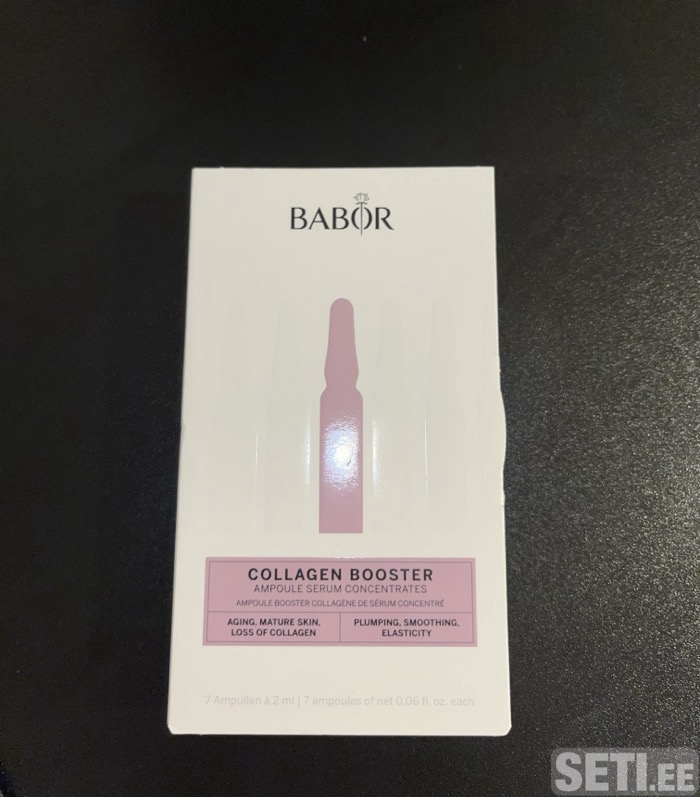 BABOR
COLLAGEN BOOSTER
AMPOULE SERUM CONCENTRATES
AMPOULE BOOSTER COLLAGÈNE DE SÉRUM CONCENTRÉ
AGING, MATURE SKIN,
LOSS OF COLLAGEN
PLUMPING, SMOOTHING,
ELASTICITY
7 Ampullen à 2 ml | 7 ampoules of net 0.06 fl. oz. each
SETI.EE